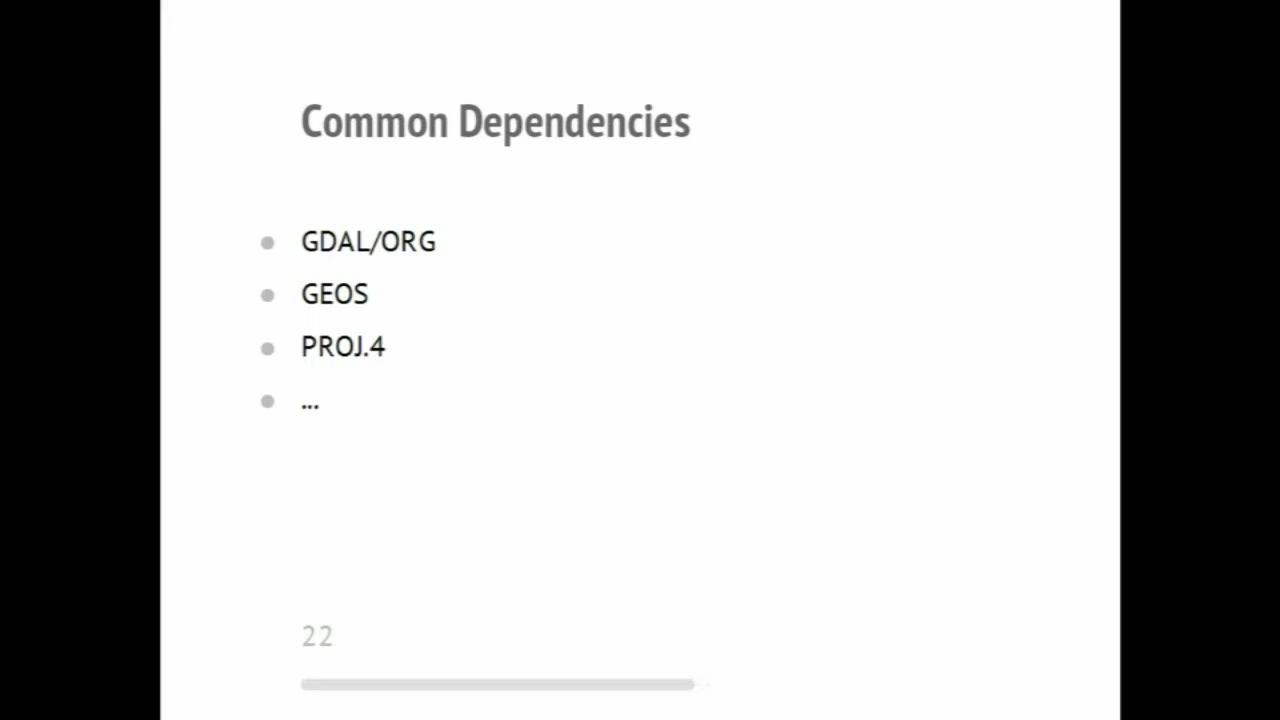 Common Dependencies
GDAL/ORG
GEOS
PROJ.4
...
22